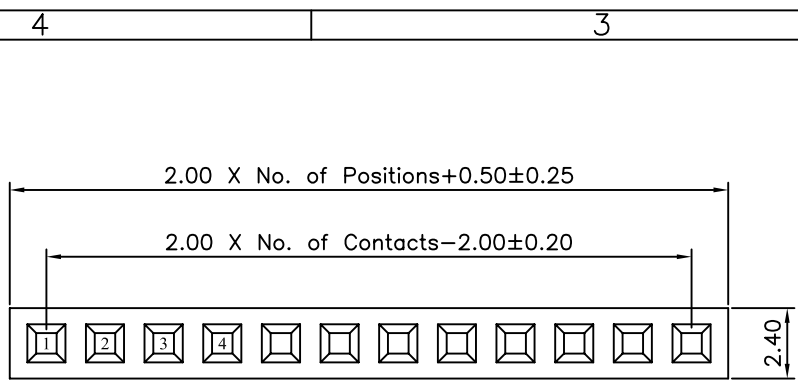 4 3
2.00 X No. of Positions+0.50±0.25
2.00 X No. of Contacts-2.00±0.20
1 2 3 4
2.40